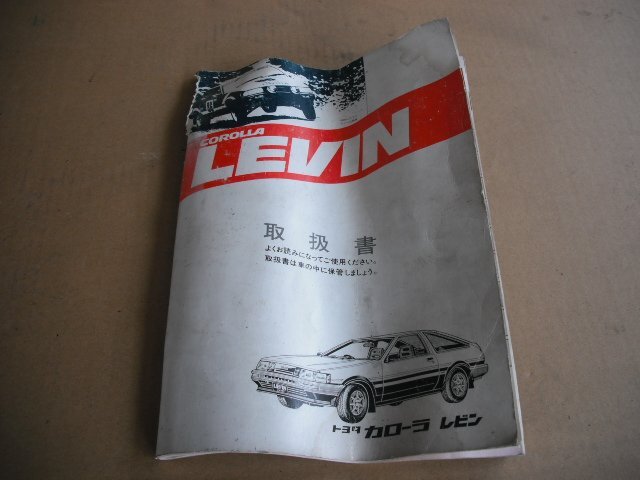 COROLLA
LEVIN
取扱書
よくお読みになってご使用ください。
取扱書は車の中に保管しましょう。
トヨタ カローラ レビン